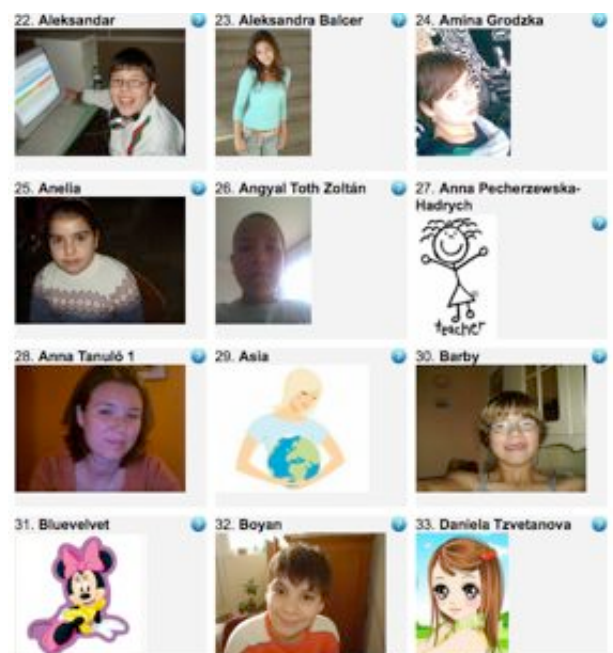 22. Aleksandar
23. Aleksandra Balcer
24. Amina Grodzka
25. Anelia
26. Angyal Toth Zoltán
27. Anna Pecherzewska-
Hadrych
teacher
28. Anna Tanuló 1
29. Asia
30. Barby
31. Bluevelvet
32. Boyan
33. Daniela Tzvetanova